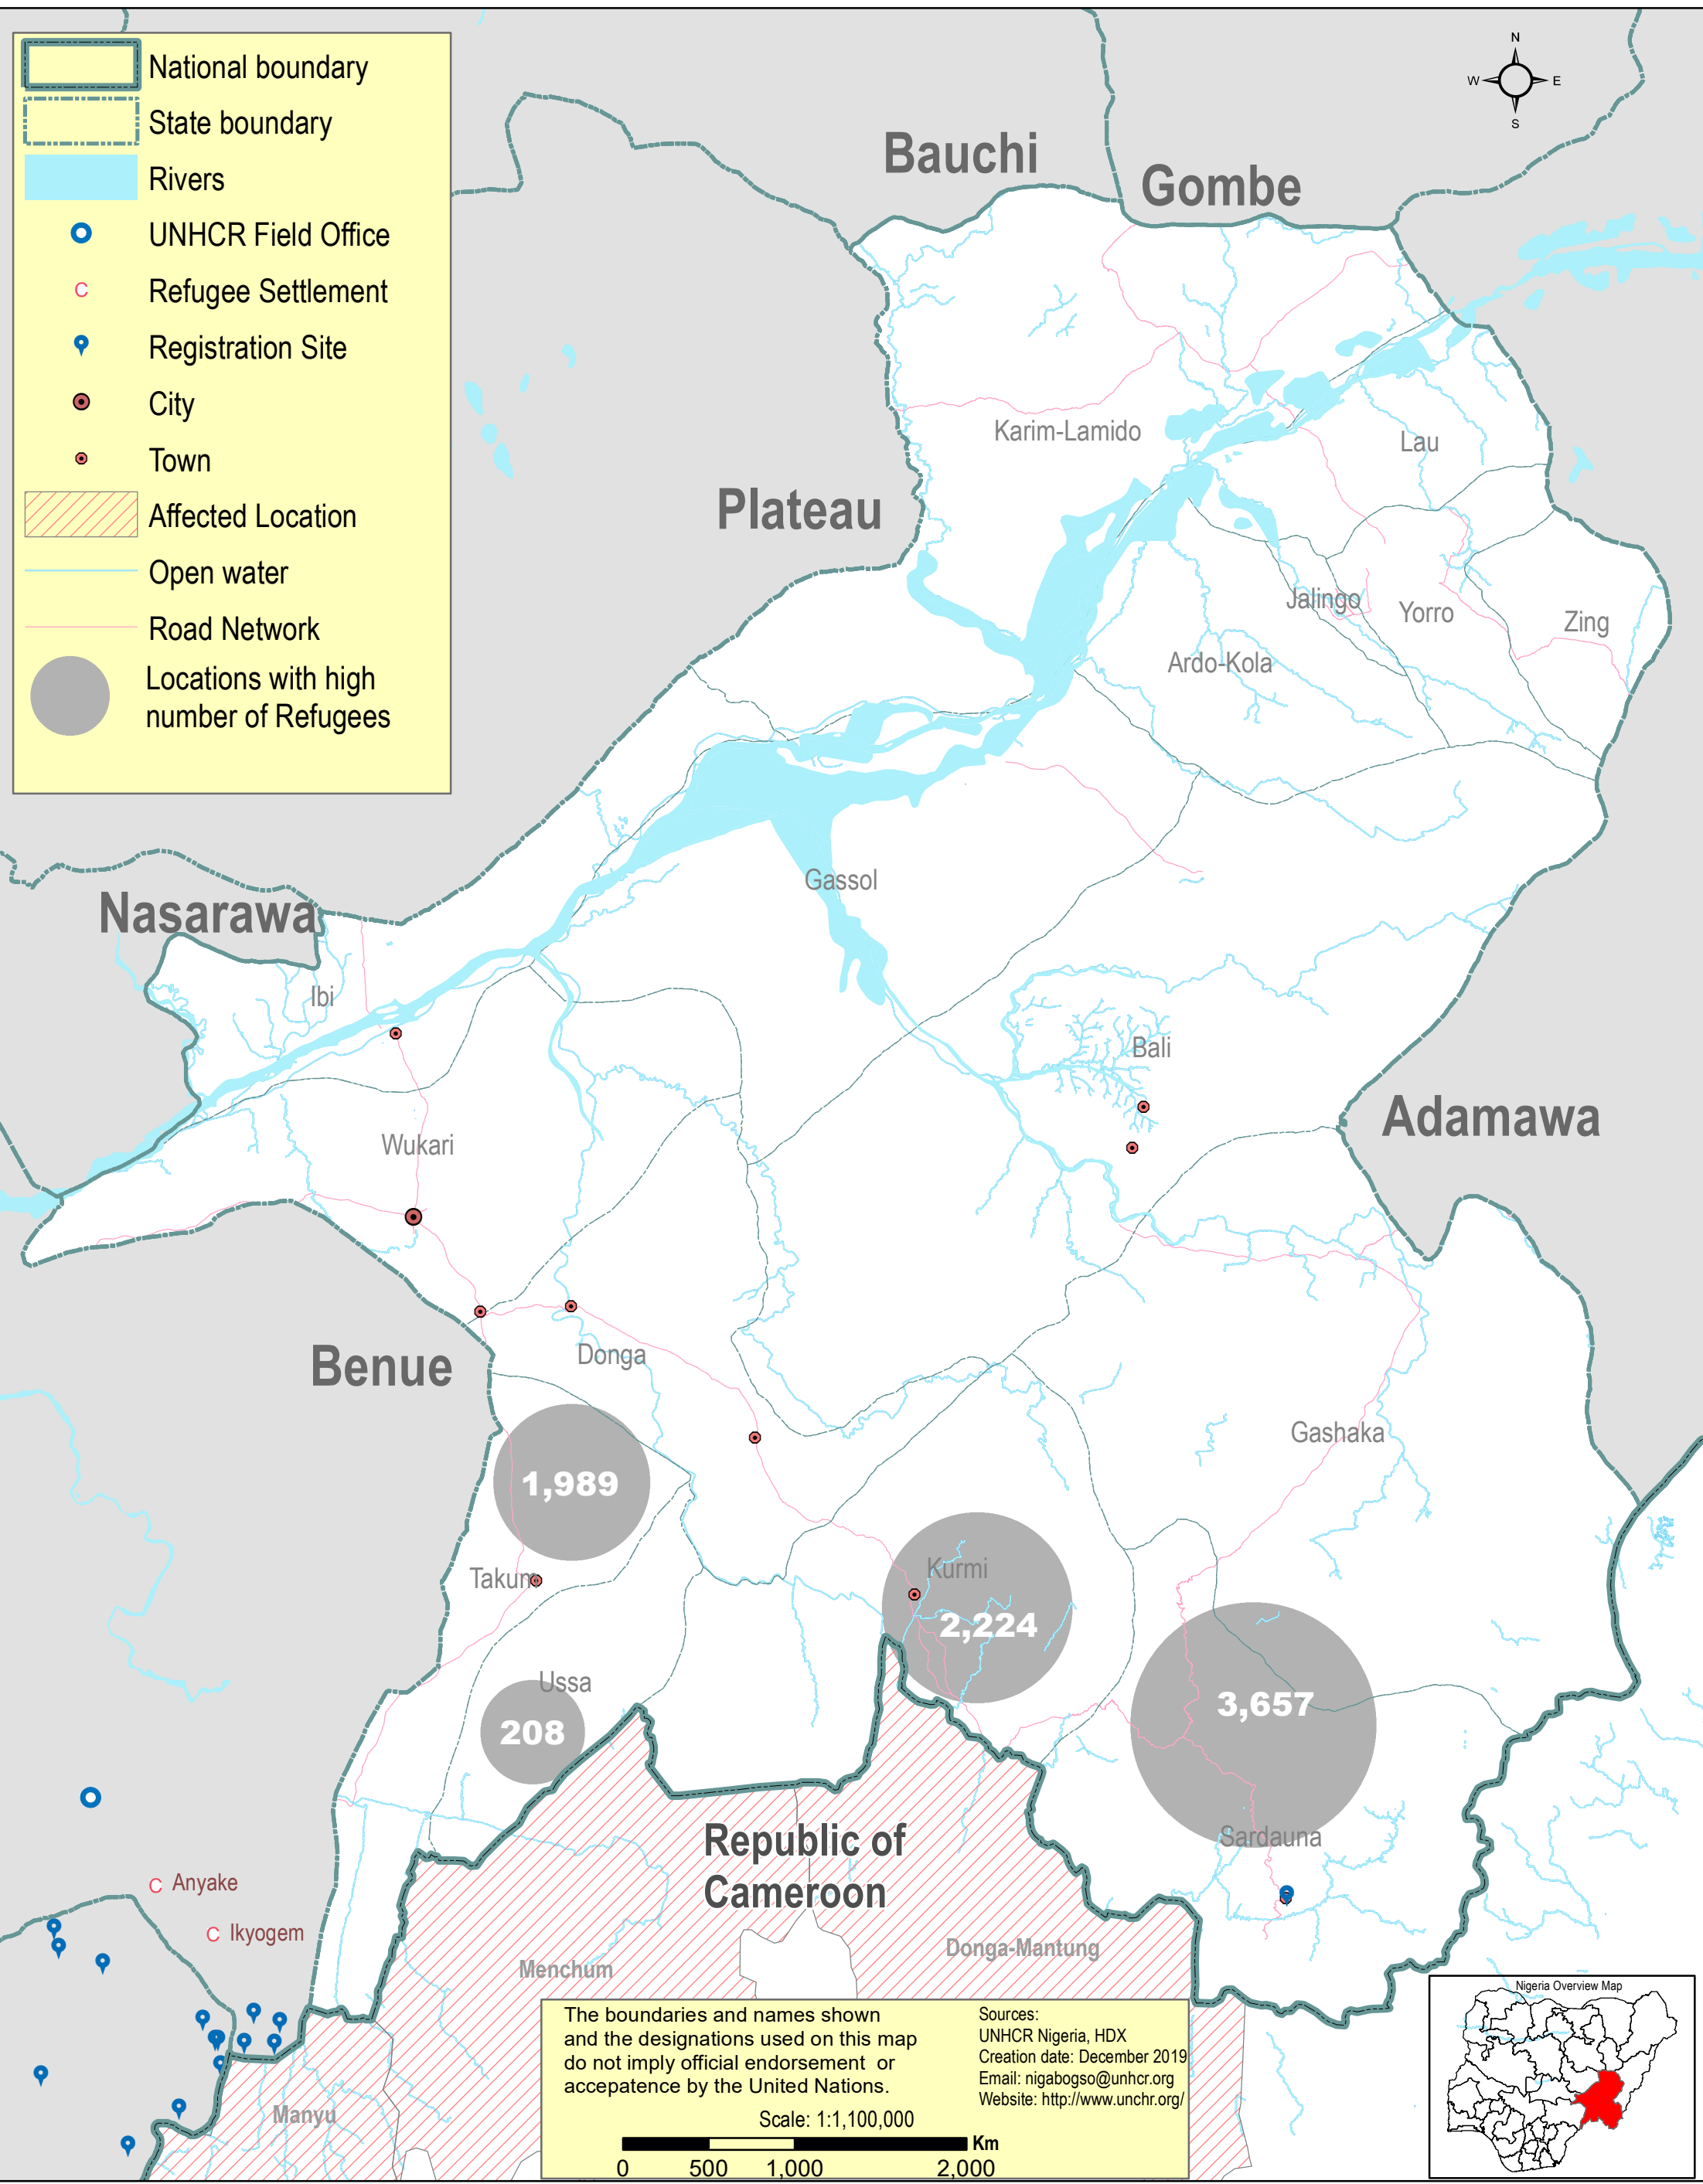 National boundary
State boundary
Rivers
UNHCR Field Office
C Refugee Settlement
Registration Site
City
Town
Affected Location
Open water
Road Network
Locations with high
number of Refugees
N
W E
S
Bauchi
Gombe
Karim-Lamido
Lau
Plateau
Jalingo
Yorro
Zing
Ardo-Kola
Gassol
Nasarawa
Ibi
Bali
Adamawa
Wukari
Donga
Benue
Gashaka
1,989
Kurmi
Takum
2,224
Ussa
3,657
208
Sardauna
Republic of
Cameroon
C Anyake
C Ikyogem
Donga-Mantung
Menchum
Manyu
The boundaries and names shown
and the designations used on this map
do not imply official endorsement or
accepatence by the United Nations.
Sources:
UNHCR Nigeria, HDX
Creation date: December 2019
Email: nigabogso@unhcr.org
Website: http://www.unchr.org/
Scale: 1:1,100,000
Km
0 500 1,000 2,000
Nigeria Overview Map